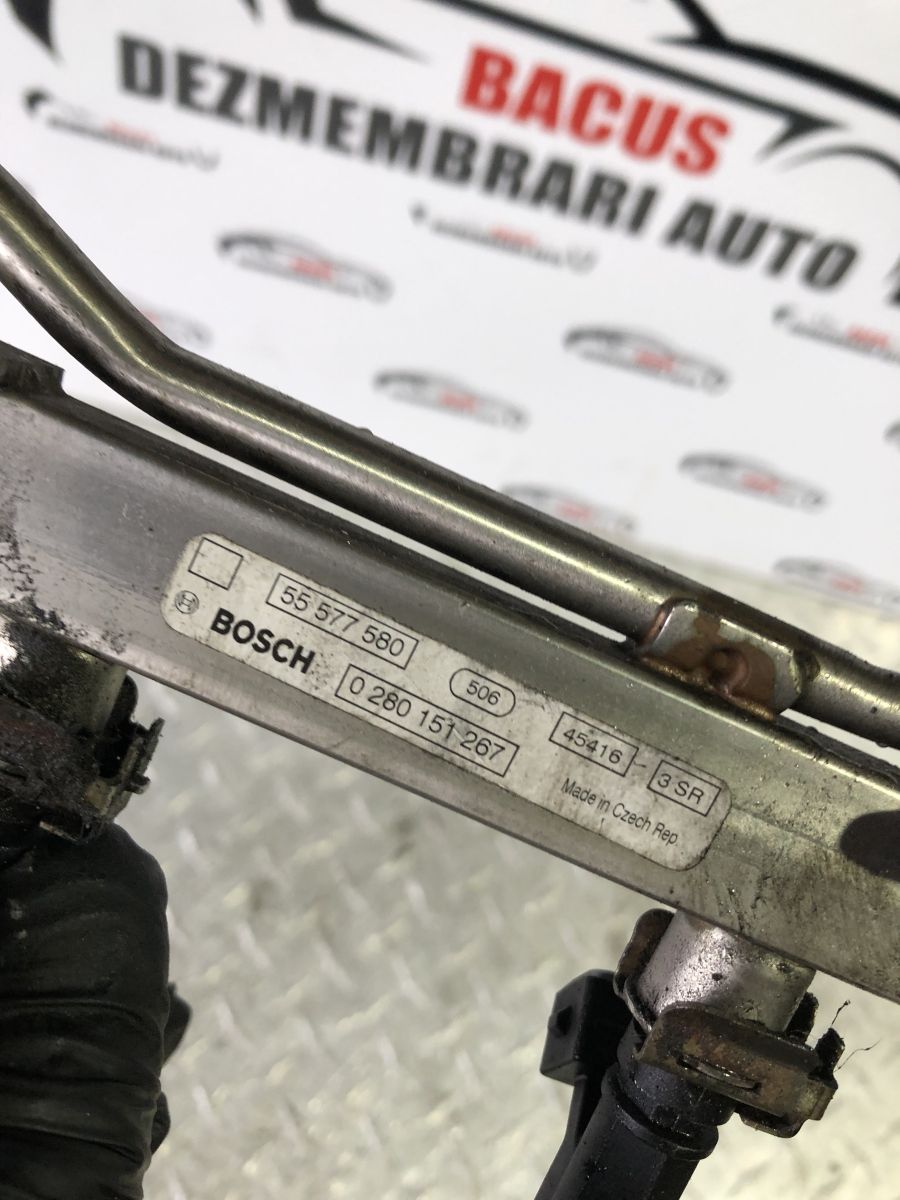 BACUS
DEZMEMBRARI AUTO
55 577 580
BOSCH
506
0 280 151 267
45416 - 3 SR
Made in Czech Rep.